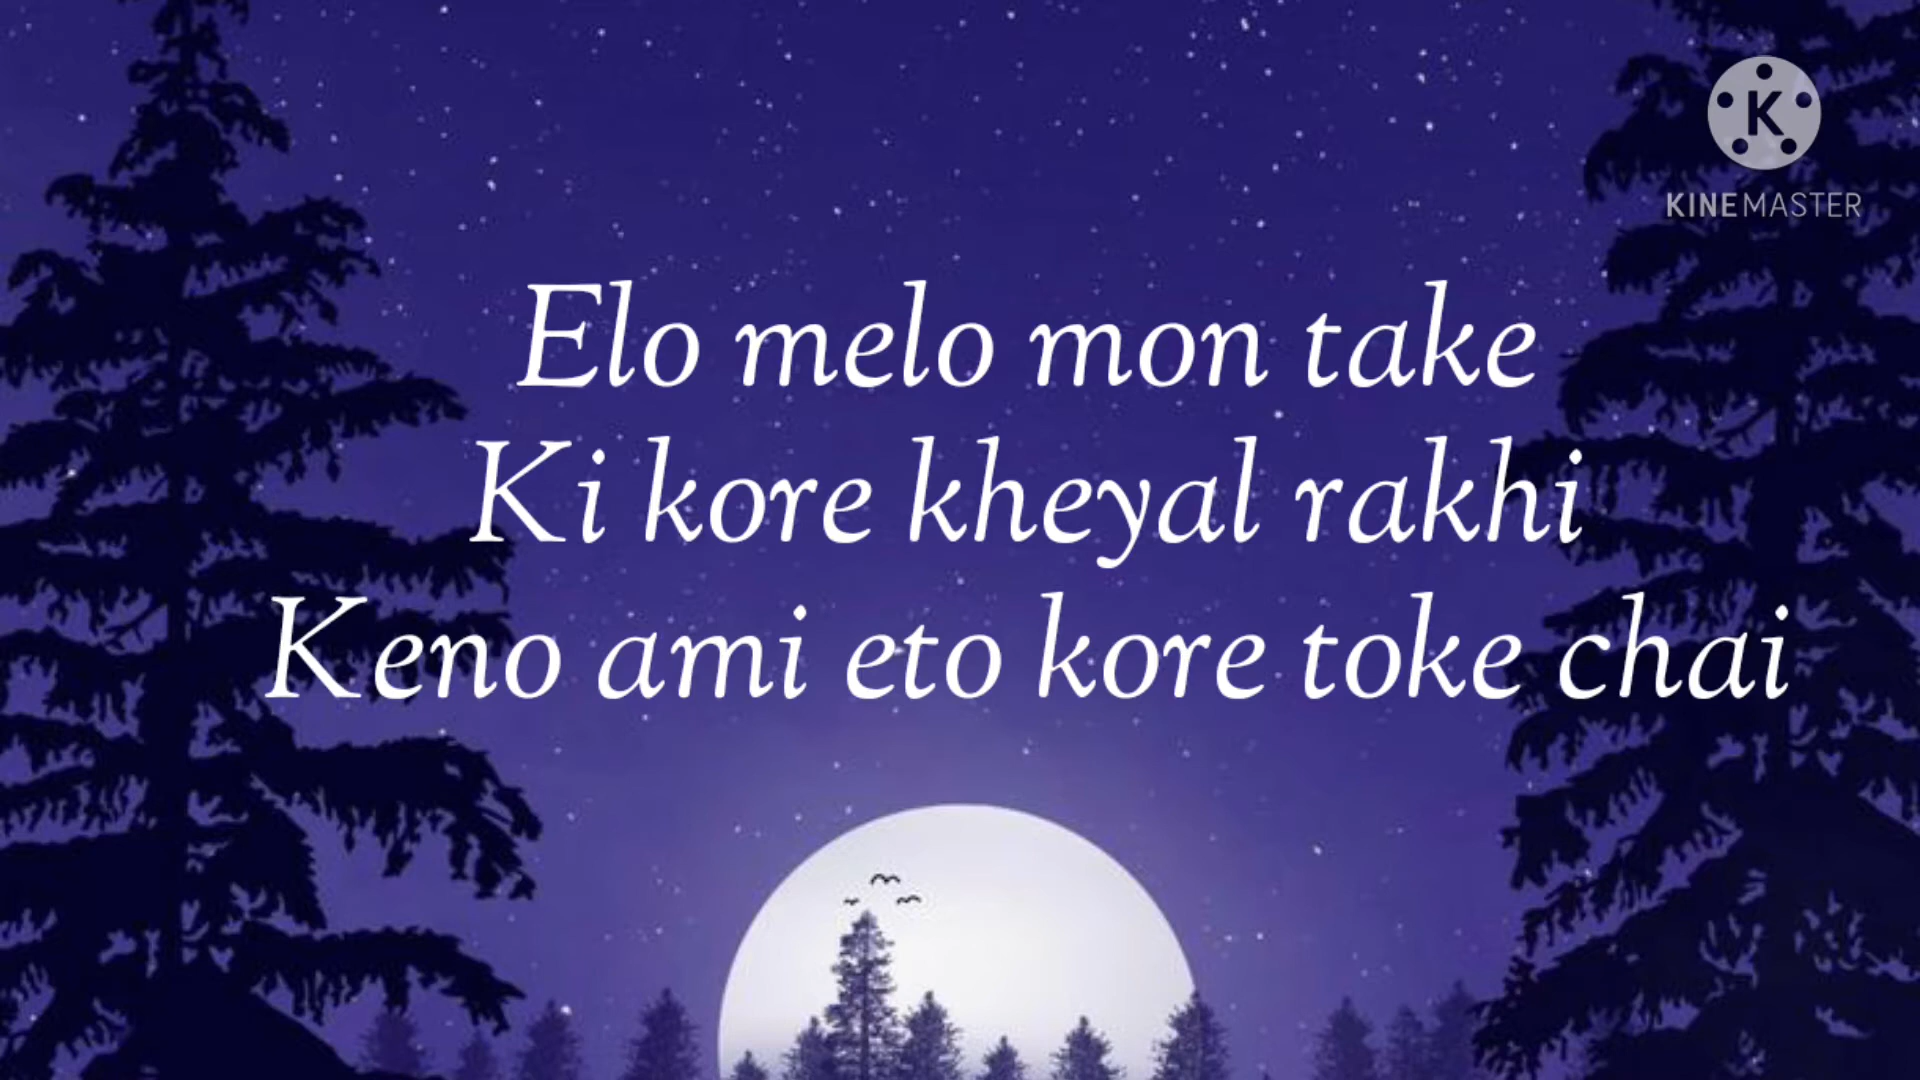 K
KINEMASTER
Elo melo mon take
Ki kore kheyal rakhi
Keno ami eto kore toke chai